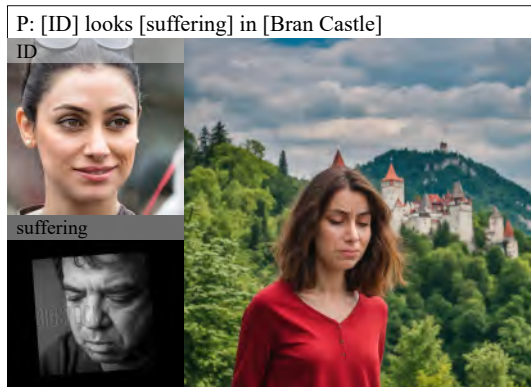 P: [ID] looks [suffering] in [Bran Castle]
ID
suffering